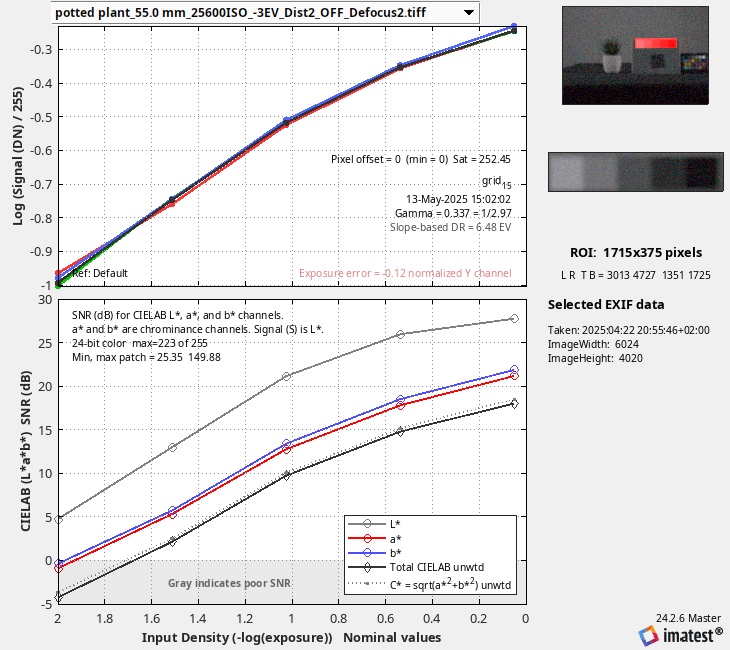 potted plant_55.0 mm_25600ISO_-3EV_Dist2_OFF_Defocus2.tiff
-0.3
-0.4
-0.5
-0.6
-0.7
-0.8
-0.9
-1
Log (Signal (DN) / 255)
Pixel offset = 0 (min = 0) Sat = 252.45
grid15
13-May-2025 15:02:02
Gamma = 0.337 = 1/2.97
Slope-based DR = 6.48 EV
Ref: Default
Exposure error = -0.12 normalized Y channel
30
25
20
15
10
5
0
-5
CIELAB (L*a*b*) SNR (dB)
SNR (dB) for CIELAB L*, a*, and b* channels.
a* and b* are chrominance channels. Signal (S) is L*.
24-bit color max=223 of 255
Min, max patch = 25.35 149.88
L*
a*
b*
Total CIELAB unwtd
C* = sqrt(a*2+b*2) unwtd
Gray indicates poor SNR
2 1.8 1.6 1.4 1.2 1 0.8 0.6 0.4 0.2 0
Input Density (-log(exposure)) Nominal values
ROI: 1715x375 pixels
L R T B = 3013 4727 1351 1725
Selected EXIF data
Taken: 2025:04:22 20:55:46+02:00
ImageWidth: 6024
ImageHeight: 4020
24.2.6 Master
imatest®